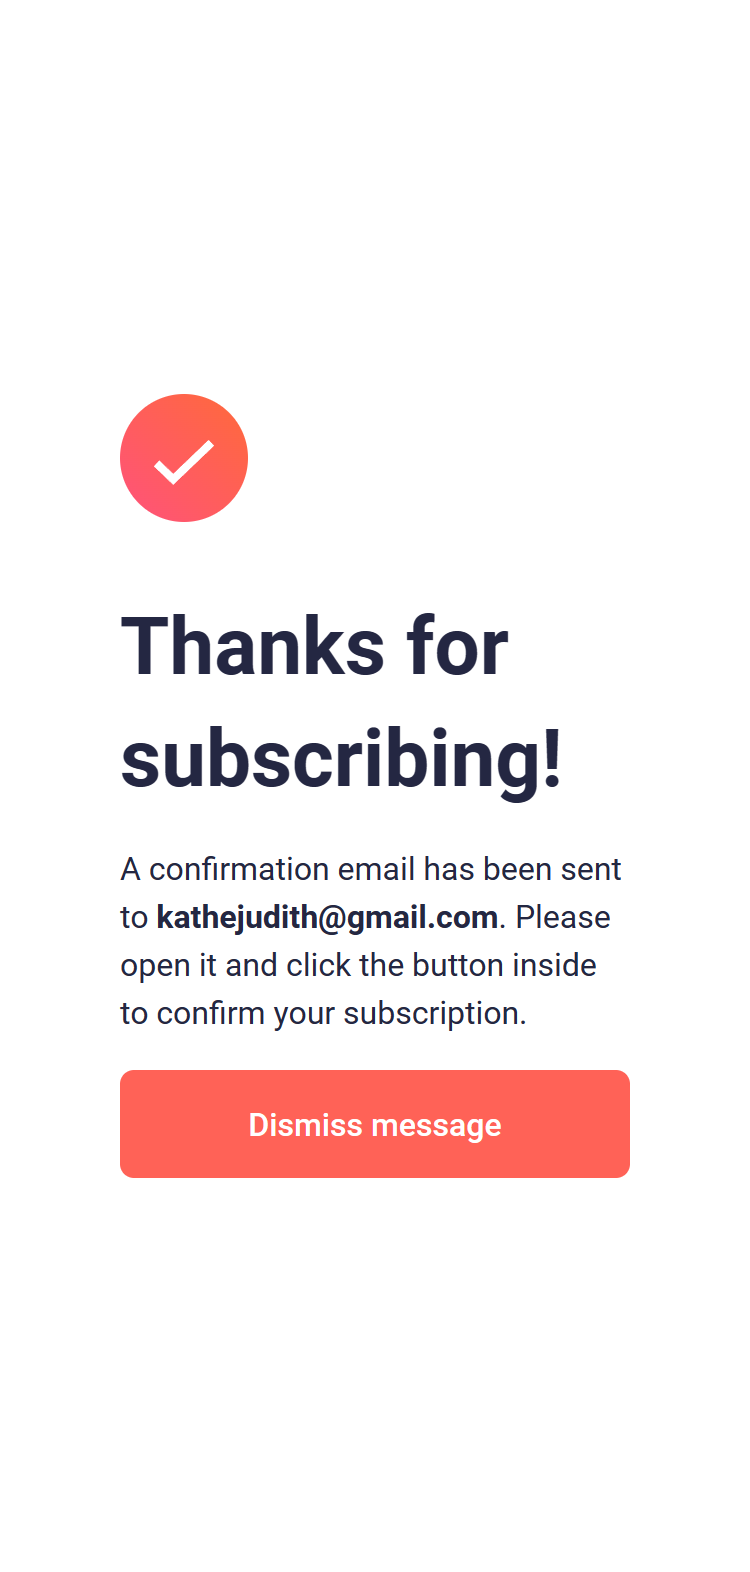 Thanks for
subscribing!
A confirmation email has been sent
to kathejudith@gmail.com. Please
open it and click the button inside
to confirm your subscription.
Dismiss message